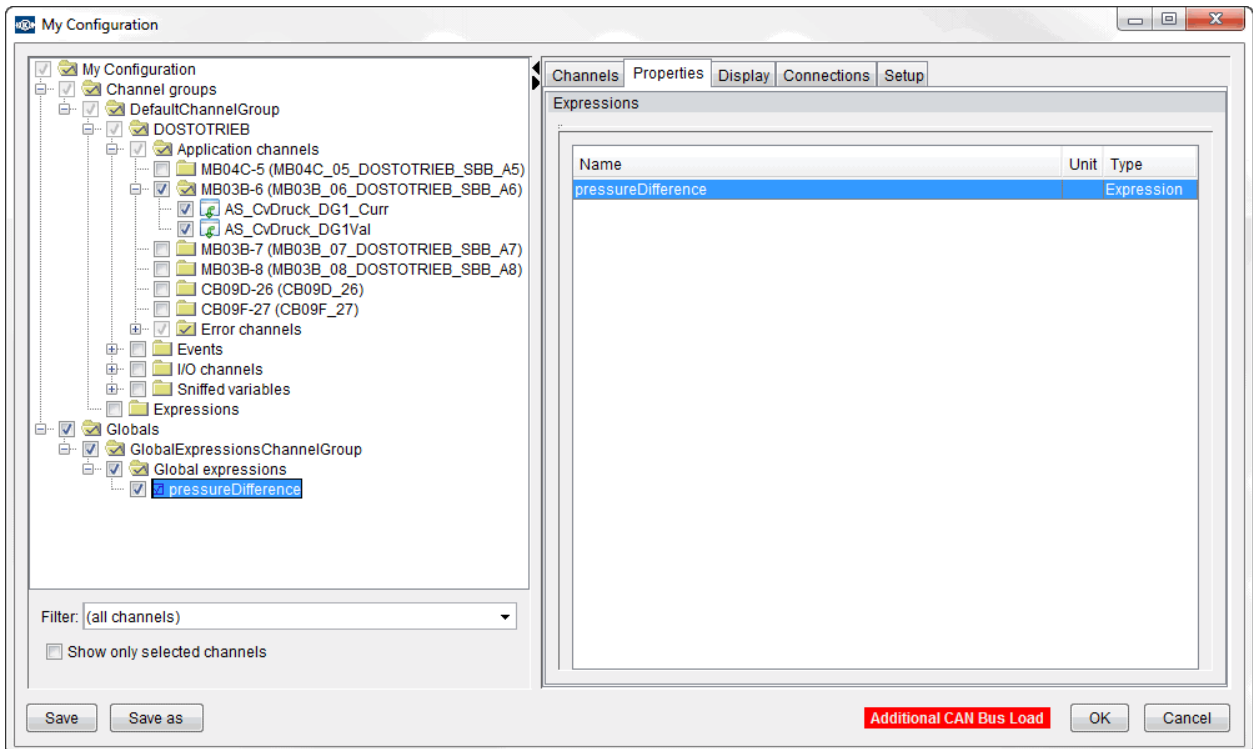 My Configuration
My Configuration
Channel groups
DefaultChannelGroup
DOSTOTRIEB
Application channels
MB04C-5 (MB04C_05_DOSTOTRIEB_SBB_A5)
MB03B-6 (MB03B_06_DOSTOTRIEB_SBB_A6)
AS_CvDruck_DG1_Curr
AS_CvDruck_DG1Val
MB03B-7 (MB03B_07_DOSTOTRIEB_SBB_A7)
MB03B-8 (MB03B_08_DOSTOTRIEB_SBB_A8)
CB09D-26 (CB09D_26)
CB09F-27 (CB09F_27)
Error channels
Events
I/O channels
Sniffed variables
Expressions
Globals
GlobalExpressionsChannelGroup
Global expressions
pressureDifference
Filter: (all channels)
Show only selected channels
Channels Properties Display Connections Setup
Expressions
Name Unit Type
pressureDifference Expression
Save Save as Additional CAN Bus Load OK Cancel